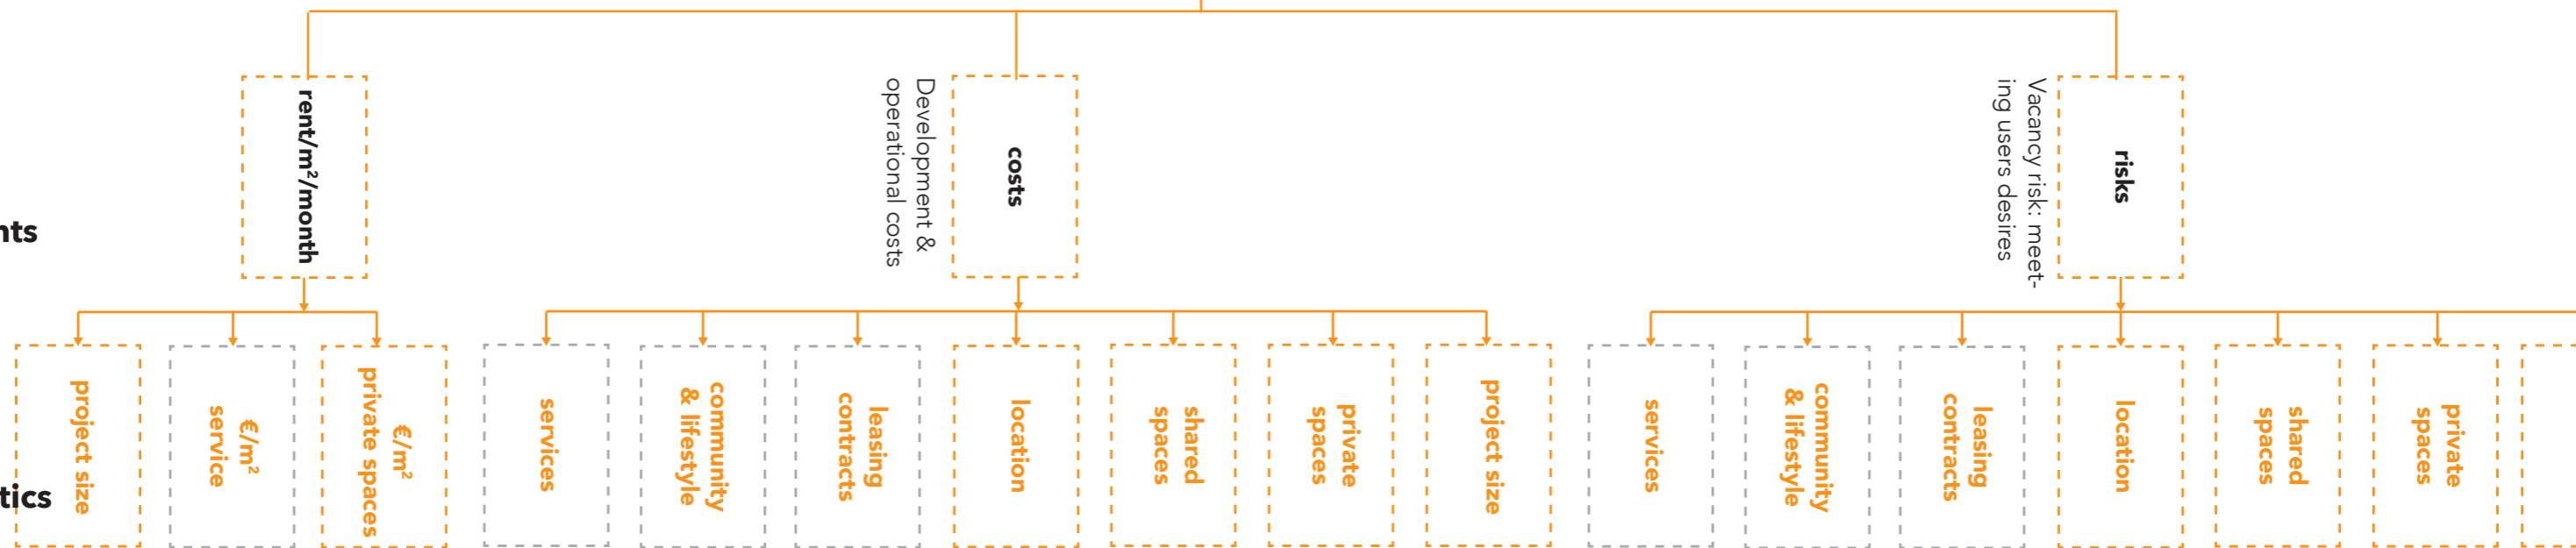 rent/m²/month
Development &
operational costs
costs
Vacancy risk: meet-
ing users desires
risks
nts
project size
€/m²
service
€/m²
private spaces
services
community
& lifestyle
leasing
contracts
location
shared
spaces
private
spaces
project size
services
community
& lifestyle
leasing
contracts
location
shared
spaces
private
spaces
tics